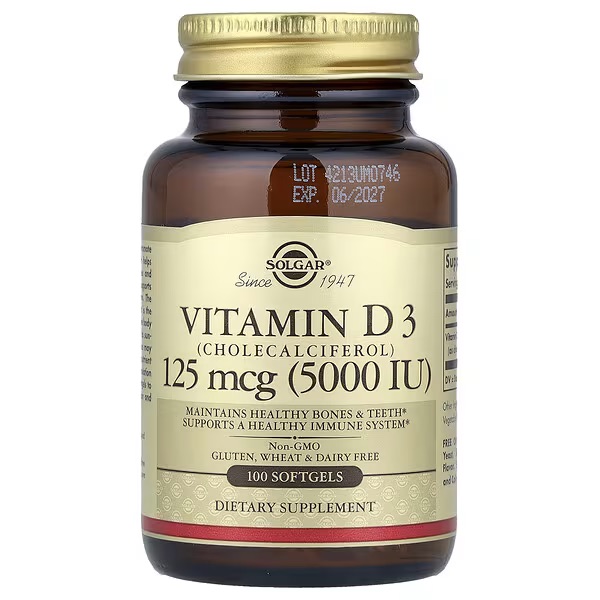 LOT 4213UMD746
EXP. 06/2027
SOLGAR®
Since 1947
VITAMIN D 3
(CHOLECALCIFEROL)
125 mcg (5000 IU)
MAINTAINS HEALTHY BONES & TEETH*
SUPPORTS A HEALTHY IMMUNE SYSTEM*
Non-GMO
GLUTEN, WHEAT & DAIRY FREE
100 SOFTGELS
DIETARY SUPPLEMENT